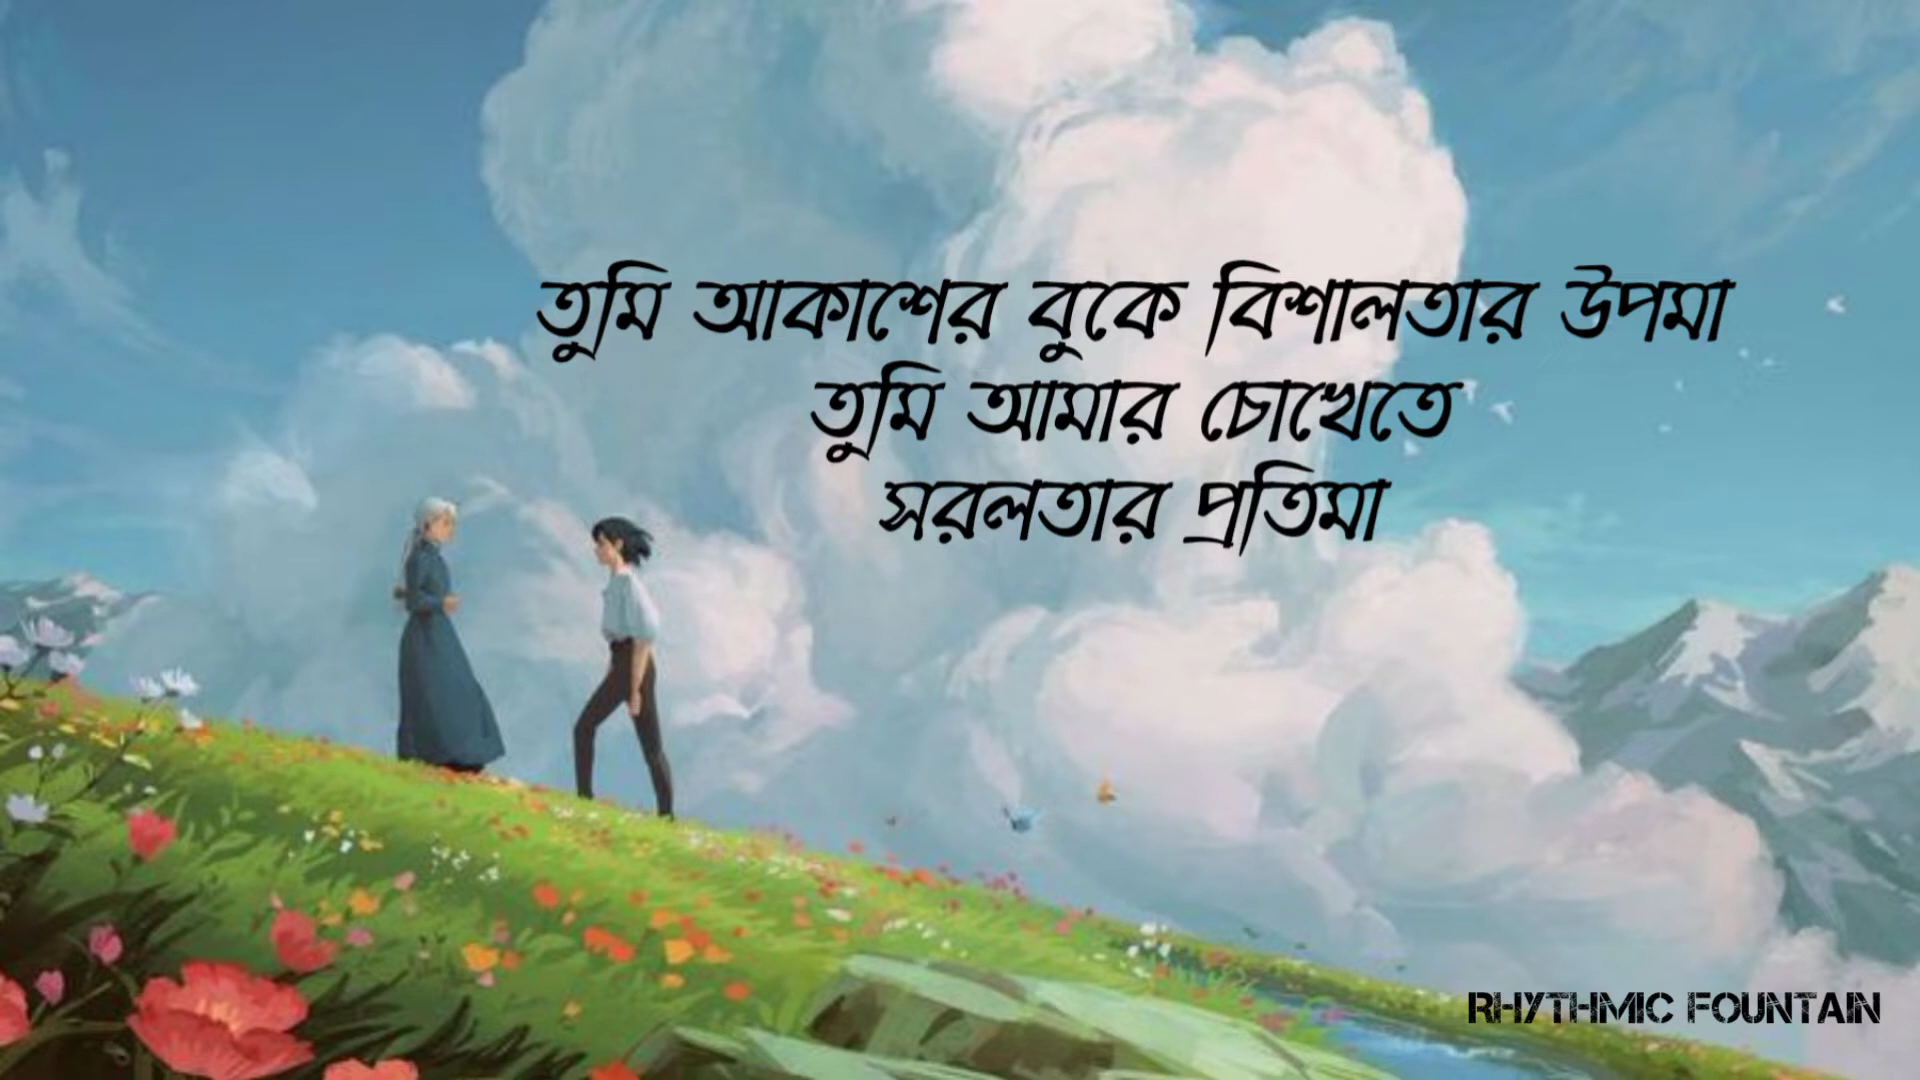 তুমি আকাশের বুকে বিশালতার উপমা
তুমি আমার চোখেতে
সরলতার প্রতিমা
RHYTHMIC FOUNTAIN